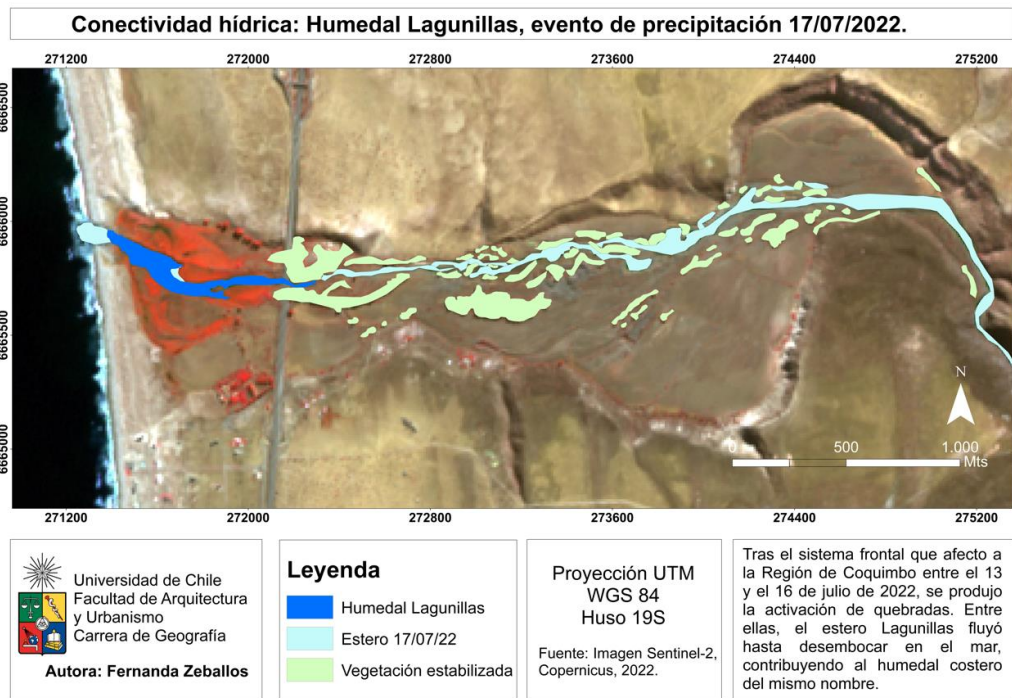 Conectividad hídrica: Humedal Lagunillas, evento de precipitación 17/07/2022.
271200 272000 272800 273600 274400 275200
6666500
6666000
6665500
6665000
N
0 500 1.000
Mts
271200 272000 272800 273600 274400 275200
Universidad de Chile
Facultad de Arquitectura
y Urbanismo
Carrera de Geografía
Autora: Fernanda Zeballos
Leyenda
Humedal Lagunillas
Estero 17/07/22
Vegetación estabilizada
Proyección UTM
WGS 84
Huso 19S
Fuente: Imagen Sentinel-2,
Copernicus, 2022.
Tras el sistema frontal que afecto a
la Región de Coquimbo entre el 13
y el 16 de julio de 2022, se produjo
la activación de quebradas. Entre
ellas, el estero Lagunillas fluyó
hasta desembocar en el mar,
contribuyendo al humedal costero
del mismo nombre.